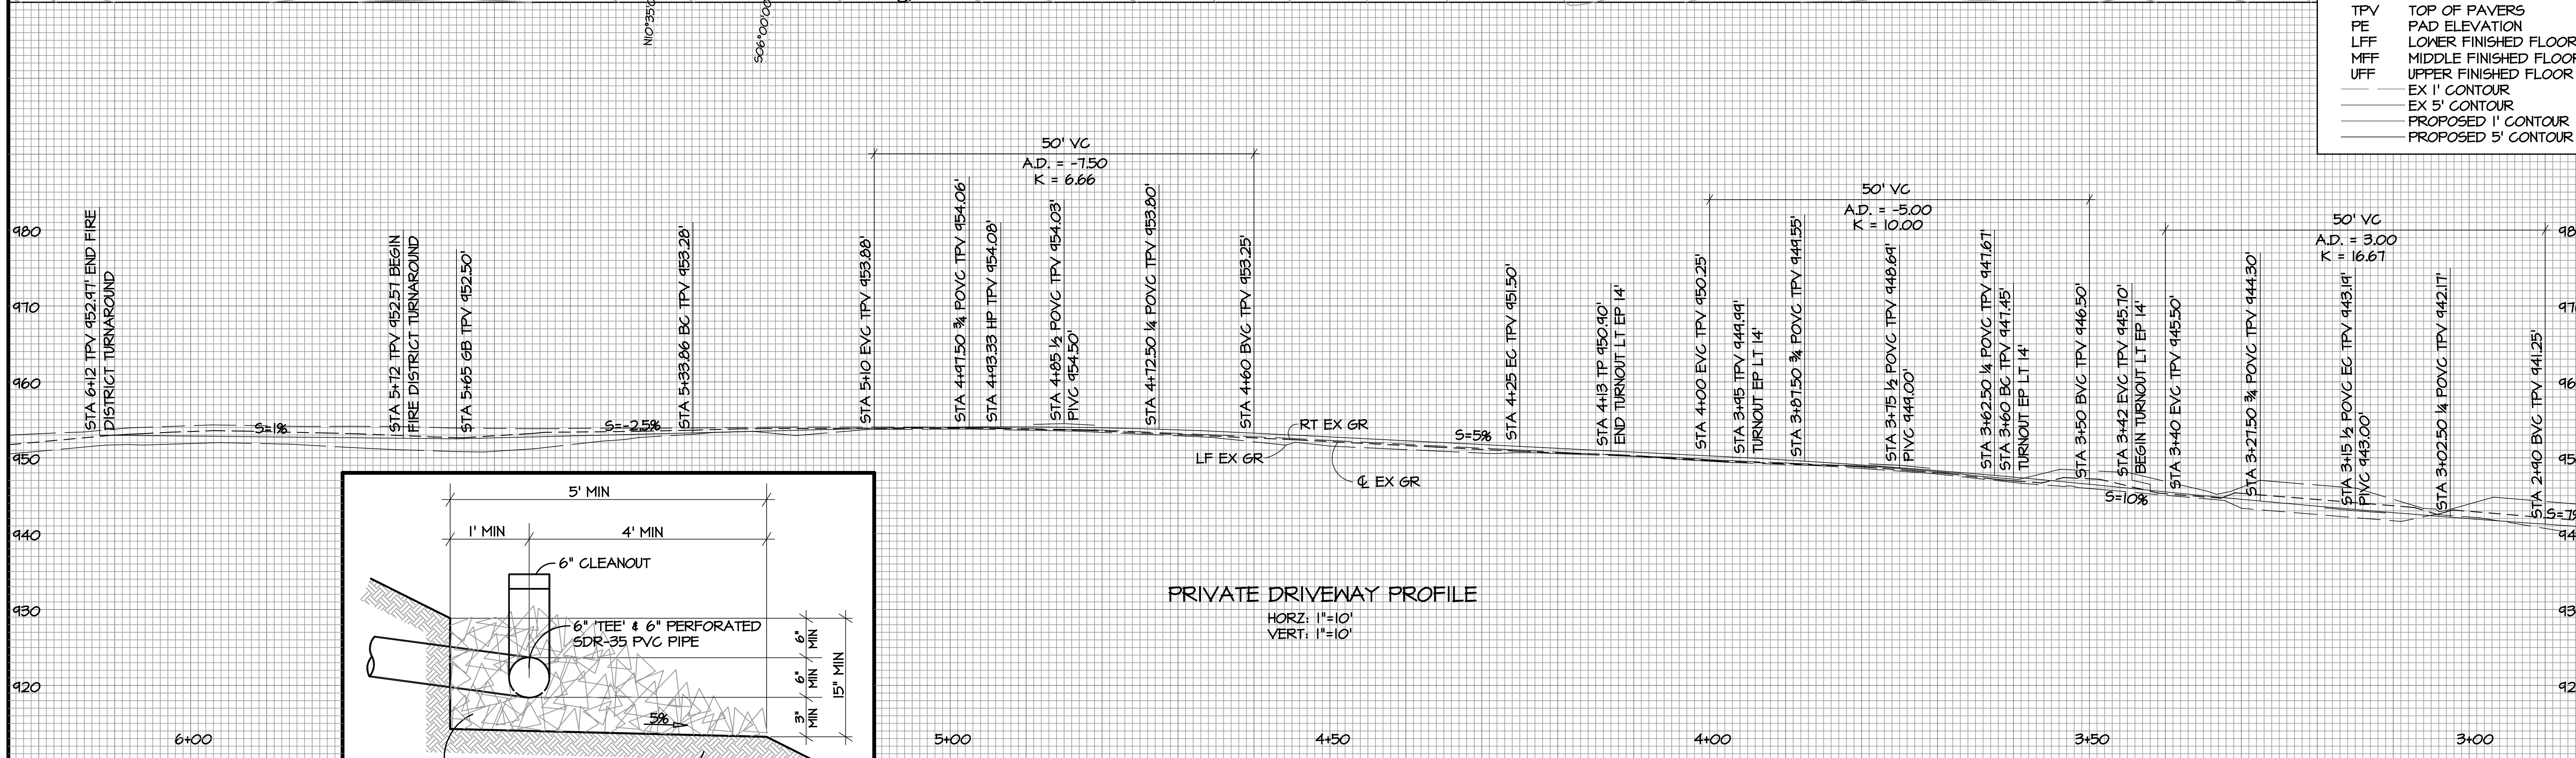 N10°35'0
S06°00'00
TPV TOP OF PAVERS
PE PAD ELEVATION
LFF LOWER FINISHED FLOOR
MFF MIDDLE FINISHED FLOOR
UFF UPPER FINISHED FLOOR
EX 1' CONTOUR
EX 5' CONTOUR
PROPOSED 1' CONTOUR
PROPOSED 5' CONTOUR
50' VC
A.D. = -7.50
K = 6.66
50' VC
A.D. = -5.00
K = 10.00
50' VC
A.D. = 3.00
K = 16.67
980
970
960
950
940
930
920
STA 6+12 TPV 952.97' END FIRE
DISTRICT TURNAROUND
STA 5+72 TPV 952.57 BEGIN
FIRE DISTRICT TURNAROUND
STA 5+65 GB TPV 952.50'
STA 5+33.86 BC TPV 953.28'
STA 5+10 EVC TPV 953.88'
STA 4+97.50 ¾ POVC TPV 954.06'
STA 4+93.33 HP TPV 954.08'
STA 4+85 ½ POVC TPV 954.03'
PIVC 954.50'
STA 4+72.50 ¼ POVC TPV 953.80'
STA 4+60 BVC TPV 953.25'
STA 4+25 EC TPV 951.50'
STA 4+13 TP 950.90'
END TURNOUT LT EP 14'
STA 4+00 EVC TPV 950.25'
STA 3+95 TPV 949.99'
TURNOUT EP LT 14'
STA 3+87.50 ¾ POVC TPV 949.55'
STA 3+75 ½ POVC TPV 948.69'
PIVC 949.00'
STA 3+62.50 ¼ POVC TPV 947.67'
STA 3+60 BC TPV 947.45'
TURNOUT EP LT 14'
STA 3+50 BVC TPV 946.50'
STA 3+42 EVC TPV 945.70'
BEGIN TURNOUT LT EP 14'
STA 3+40 EVC TPV 945.50'
STA 3+27.50 ¾ POVC TPV 944.30'
STA 3+15 ½ POVC EC TPV 943.19'
PIVC 943.00'
STA 3+02.50 ¼ POVC TPV 942.17'
STA 2+90 BVC TPV 941.25'
98
970
96
95
94
93
92
S=1%
S=-2.5%
S=5%
S=10%
S=7%
RT EX GR
LF EX GR
℄ EX GR
5' MIN
1' MIN
4' MIN
6" CLEANOUT
6" 'TEE' & 6" PERFORATED
SDR-35 PVC PIPE
6" MIN
6" MIN
3" MIN
15" MIN
5%
PRIVATE DRIVEWAY PROFILE
HORZ: 1"=10'
VERT: 1"=10'
6+00
5+00
4+50
4+00
3+50
3+00